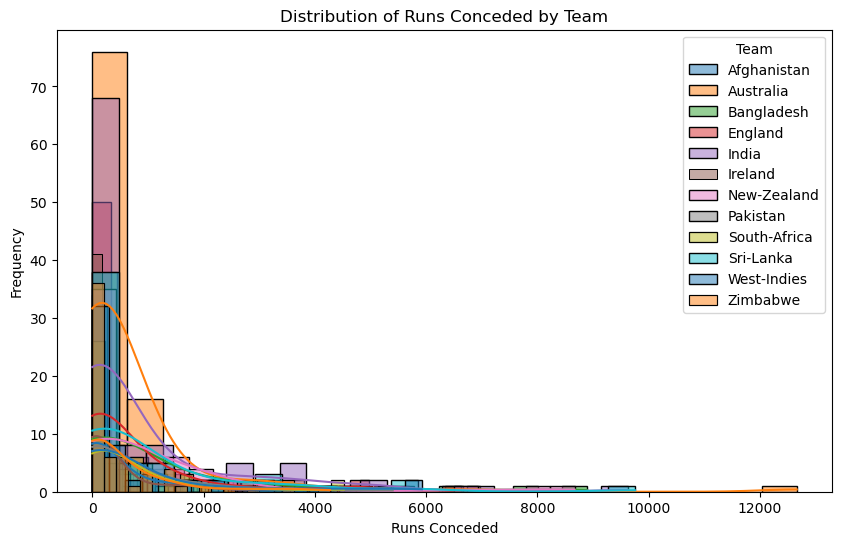 Distribution of Runs Conceded by Team
Frequency
70
60
50
40
30
20
10
0
Team
Afghanistan
Australia
Bangladesh
England
India
Ireland
New-Zealand
Pakistan
South-Africa
Sri-Lanka
West-Indies
Zimbabwe
0 2000 4000 6000 8000 10000 12000
Runs Conceded